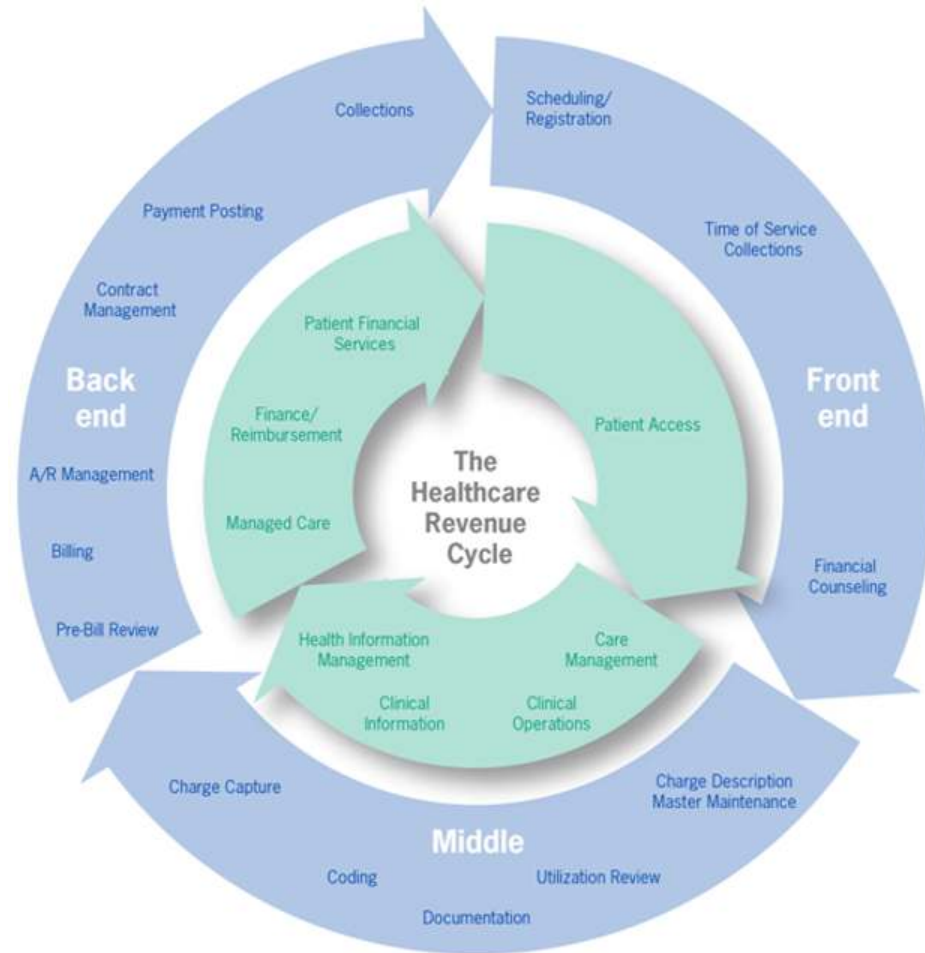 Collections
Scheduling/
Registration
Payment Posting
Time of Service
Collections
Contract
Management
Patient Financial
Services
Back
end
Front
end
Finance/
Reimbursement
Patient Access
The
Healthcare
Revenue
Cycle
A/R Management
Managed Care
Billing
Financial
Counseling
Pre-Bill Review
Health Information
Management
Care
Management
Clinical
Information
Clinical
Operations
Charge Capture
Charge Description
Master Maintenance
Middle
Coding
Utilization Review
Documentation